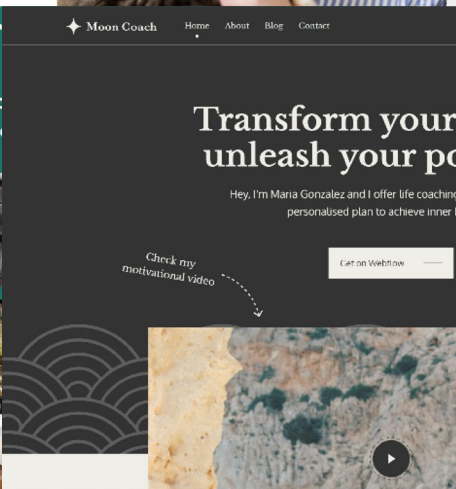 Moon Coach
Home About Blog Contact
Transform your
unleash your po
Hey, I'm Maria Gonzalez and I offer life coaching
personalised plan to achieve inner
Get on Webflow
Check my
motivational video